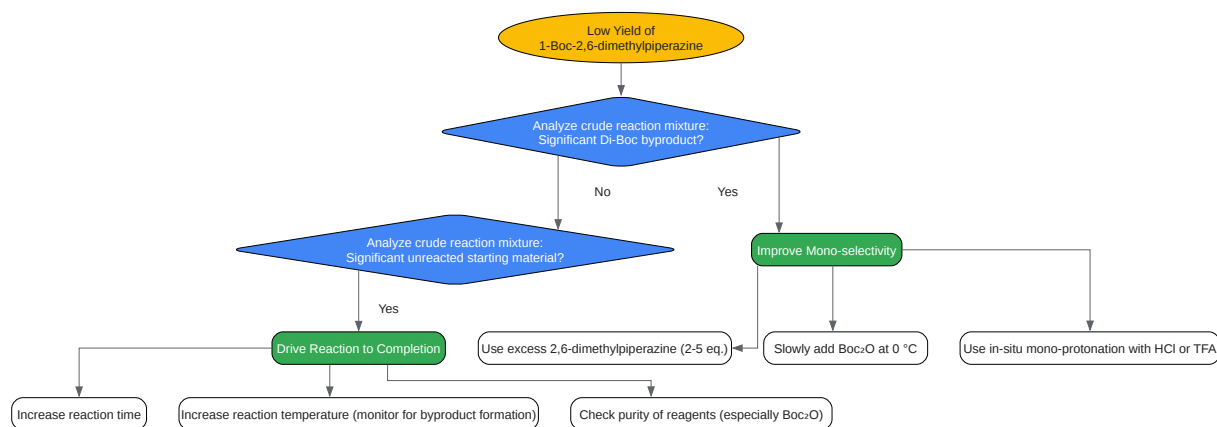 Low Yield of
1-Boc-2,6-dimethylpiperazine
Analyze crude reaction mixture:
Significant Di-Boc byproduct?
No
Yes
Analyze crude reaction mixture:
Significant unreacted starting material?
Improve Mono-selectivity
Yes
Drive Reaction to Completion
Use excess 2,6-dimethylpiperazine (2-5 eq.)
Slowly add Boc₂O at 0 °C
Use in-situ mono-protonation with HCl or TFA
Increase reaction time
Increase reaction temperature (monitor for byproduct formation)
Check purity of reagents (especially Boc₂O)